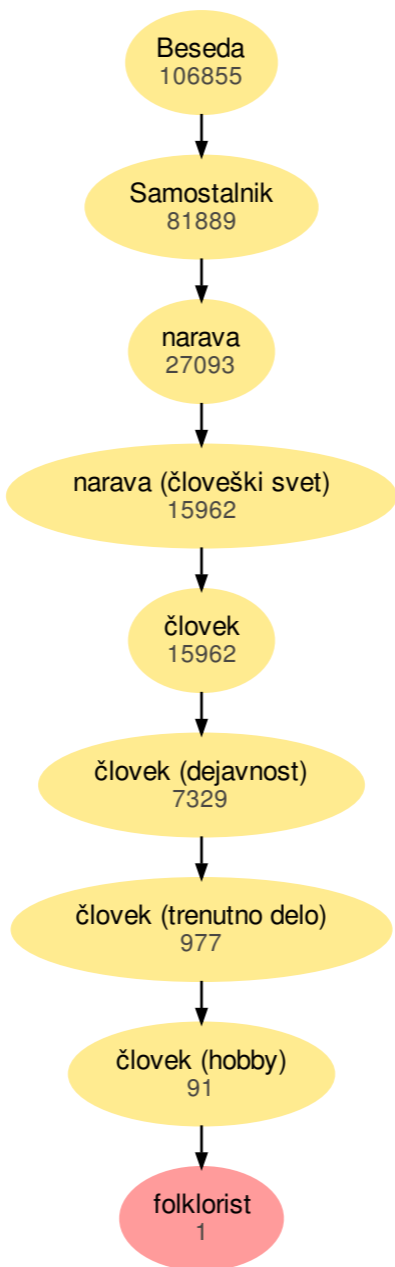 Beseda
106855
Samostalnik
81889
narava
27093
narava (človeški svet)
15962
človek
15962
človek (dejavnost)
7329
človek (trenutno delo)
977
človek (hobby)
91
folklorist
1